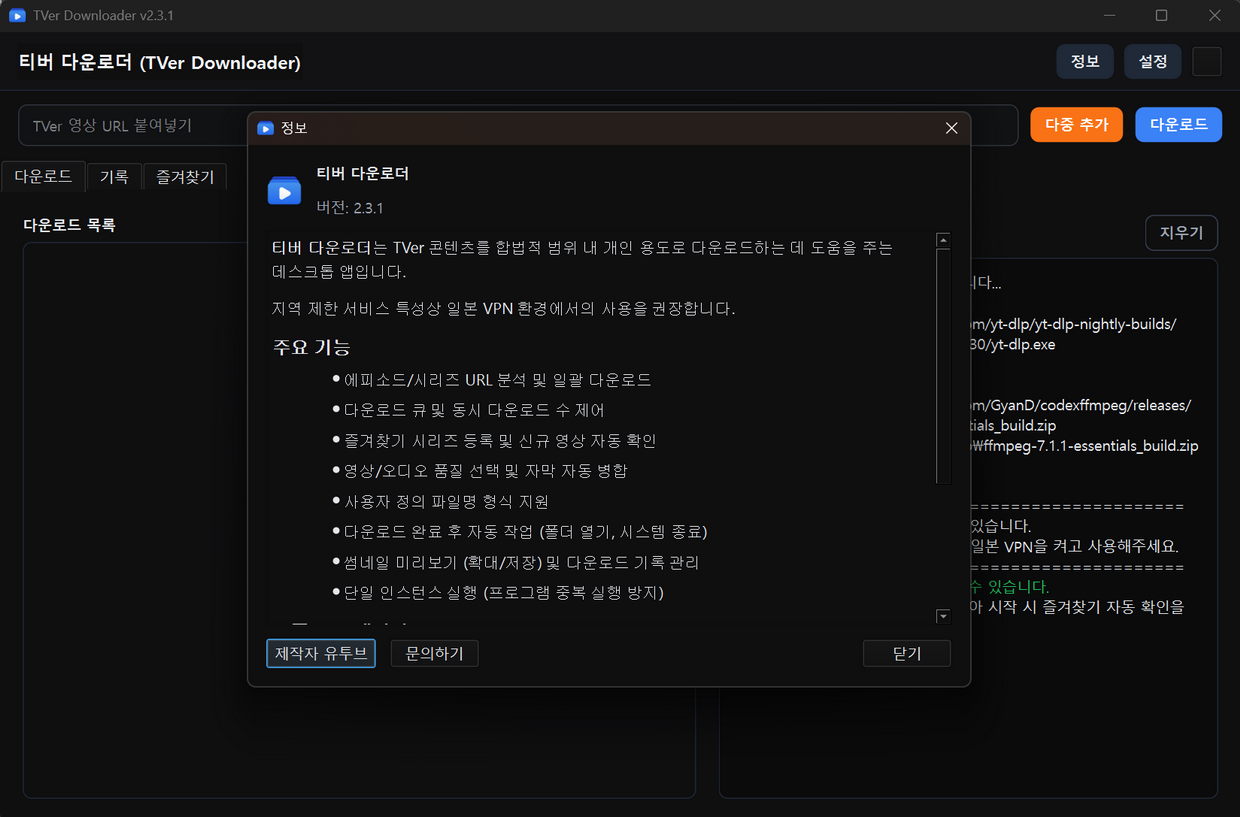 TVer Downloader v2.3.1
티버 다운로더 (TVer Downloader)
정보
설정
TVer 영상 URL 붙여넣기
다중 추가
다운로드
다운로드
기록
즐겨찾기
다운로드 목록
지우기
정보
티버 다운로더
버전: 2.3.1
티버 다운로더는 TVer 콘텐츠를 합법적 범위 내 개인 용도로 다운로드하는 데 도움을 주는
데스크톱 앱입니다.
지역 제한 서비스 특성상 일본 VPN 환경에서의 사용을 권장합니다.
주요 기능
에피소드/시리즈 URL 분석 및 일괄 다운로드
다운로드 큐 및 동시 다운로드 수 제어
즐겨찾기 시리즈 등록 및 신규 영상 자동 확인
영상/오디오 품질 선택 및 자막 자동 병합
사용자 정의 파일명 형식 지원
다운로드 완료 후 자동 작업 (폴더 열기, 시스템 종료)
썸네일 미리보기 (확대/저장) 및 다운로드 기록 관리
단일 인스턴스 실행 (프로그램 중복 실행 방지)
제작자 유튜브
문의하기
닫기
니다...
om/yt-dlp/yt-dlp-nightly-builds/
30/yt-dlp.exe
om/GyanD/codexffmpeg/releases/
tials_build.zip
₩ffmpeg-7.1.1-essentials_build.zip
======================
있습니다.
일본 VPN을 켜고 사용해주세요.
======================
수 있습니다.
아 시작 시 즐겨찾기 자동 확인을